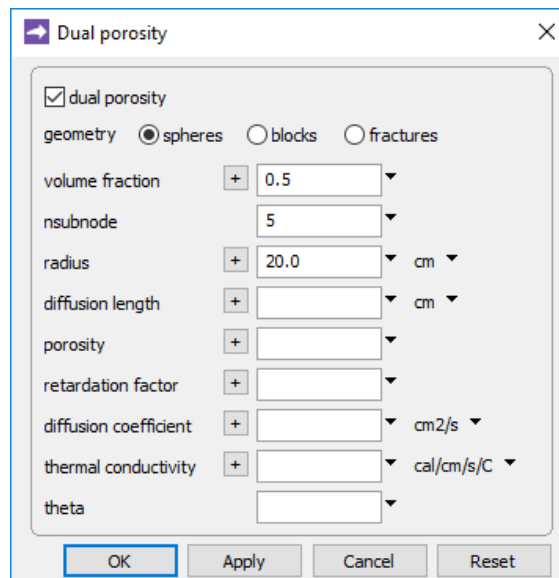 Dual porosity
dual porosity
geometry spheres blocks fractures
volume fraction + 0.5
nsubnode 5
radius + 20.0 cm
diffusion length + cm
porosity +
retardation factor +
diffusion coefficient + cm2/s
thermal conductivity + cal/cm/s/C
theta
OK Apply Cancel Reset